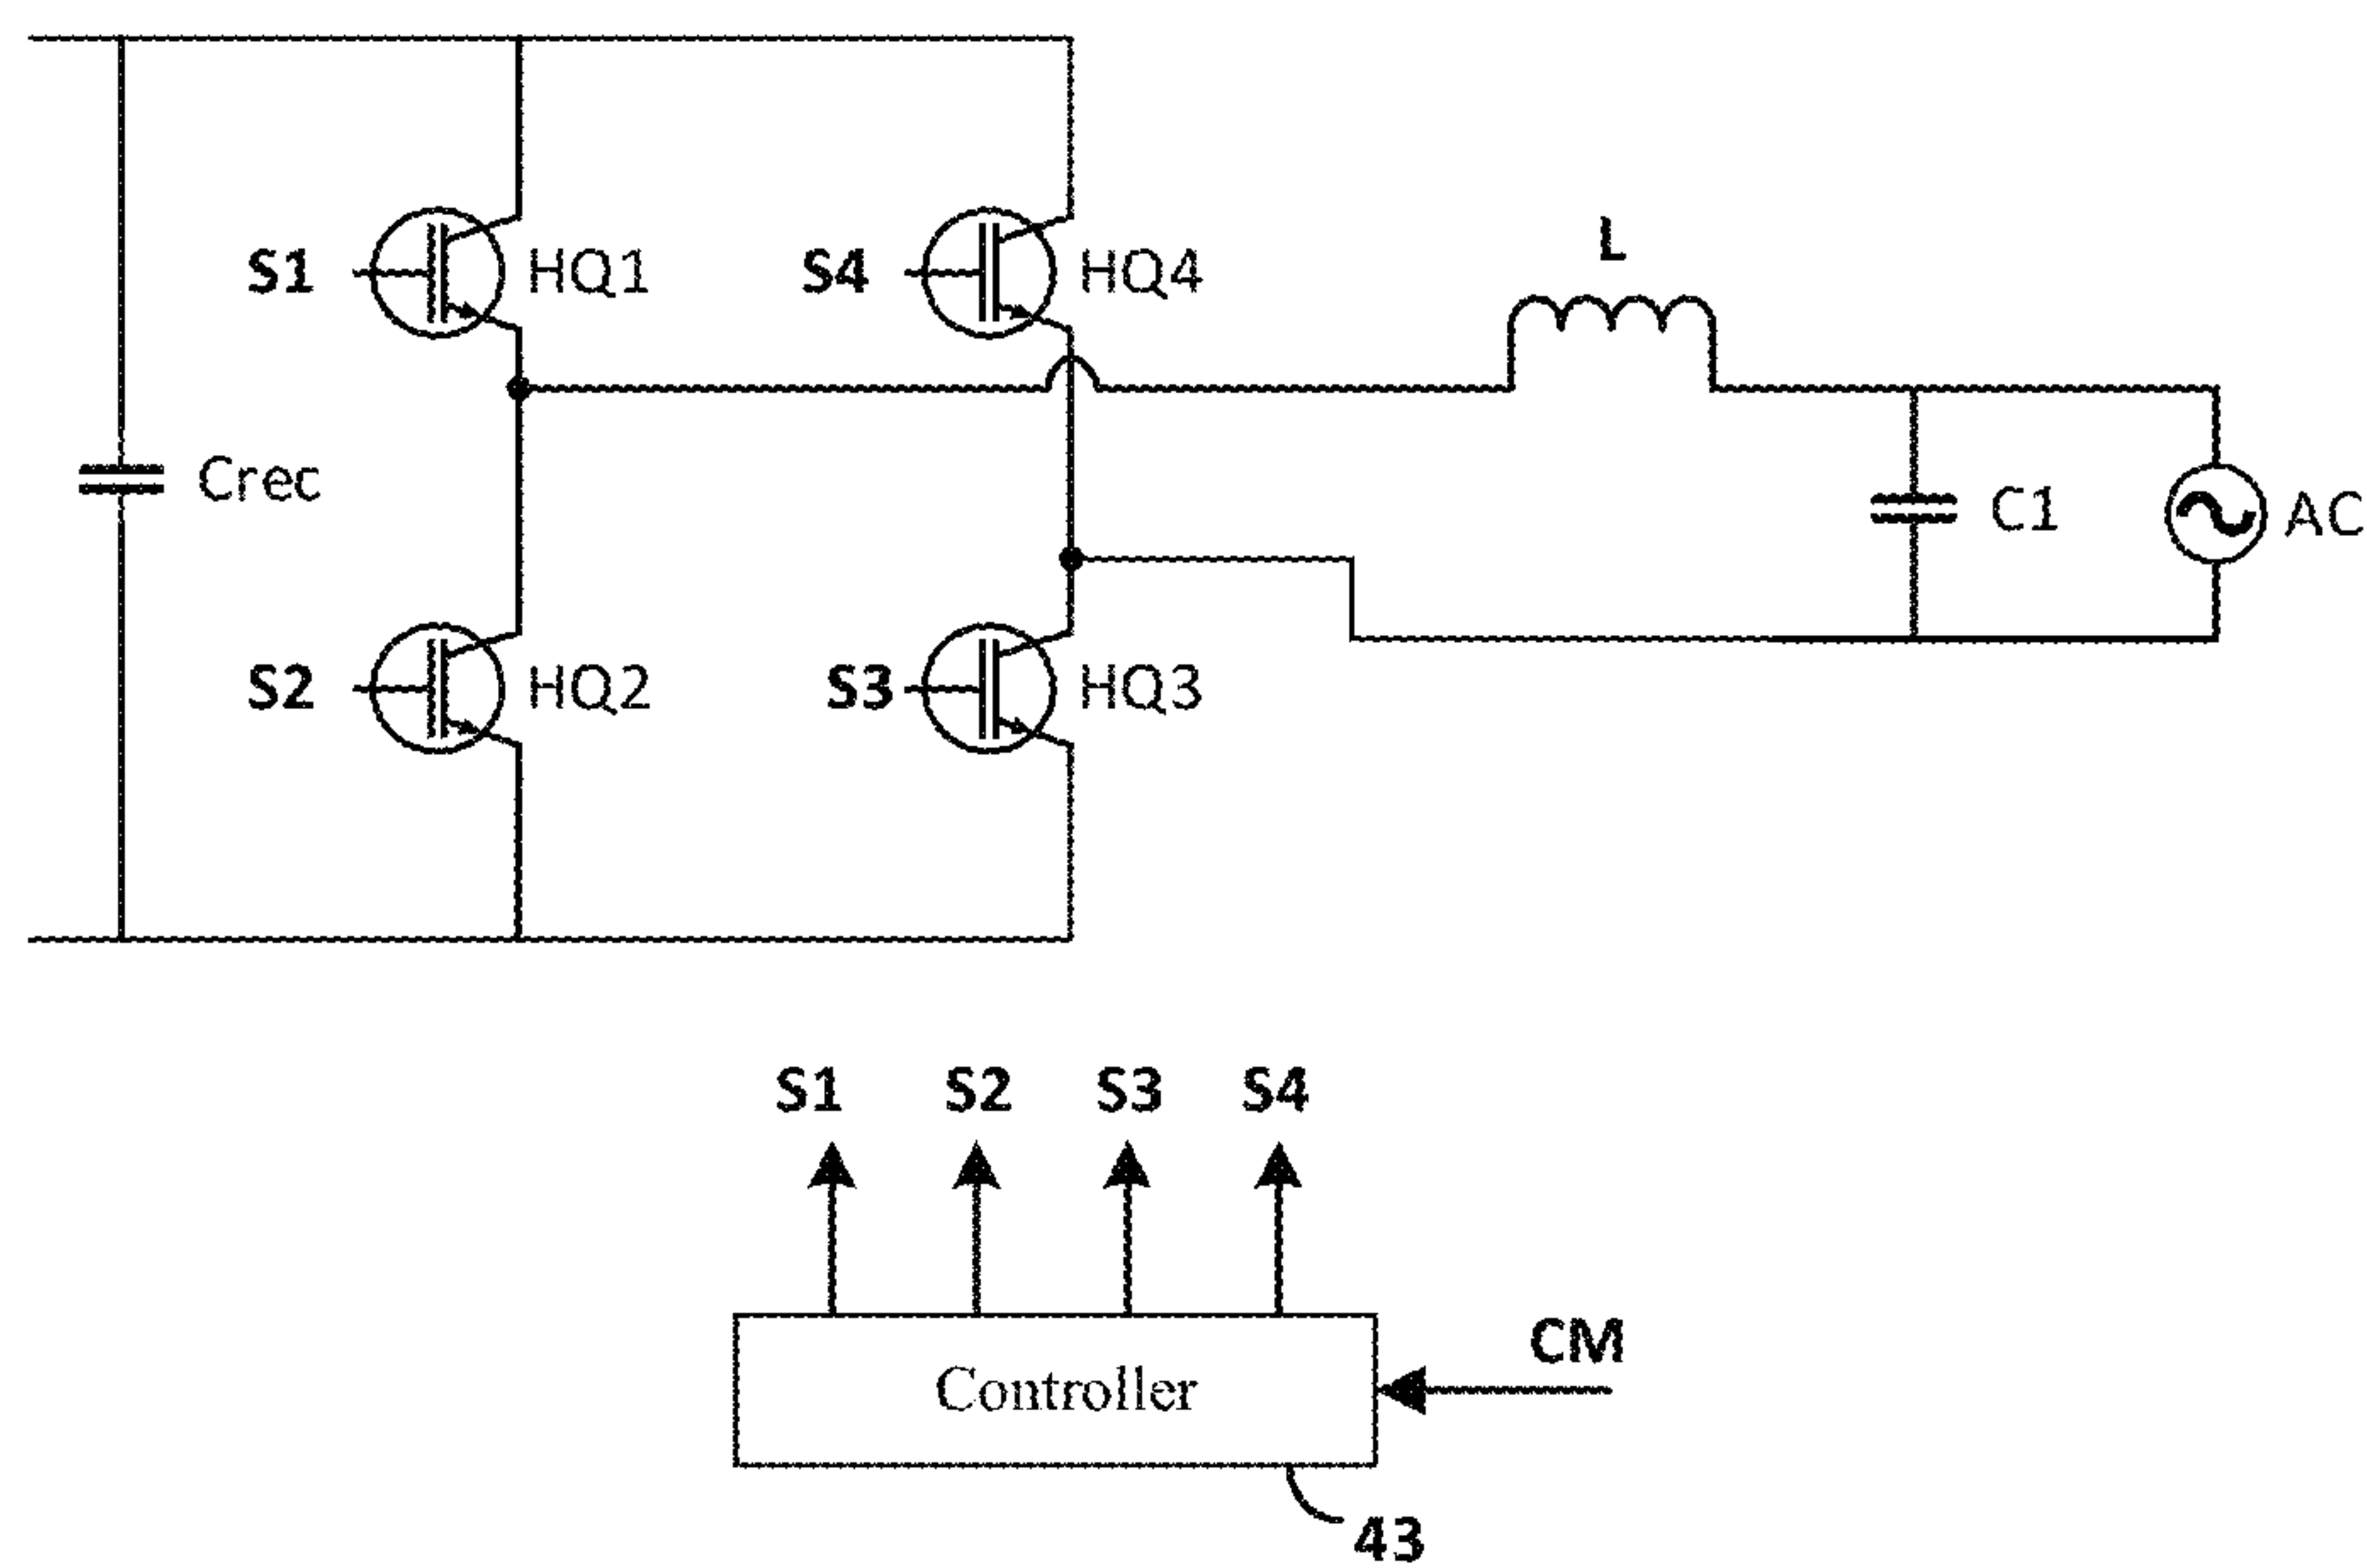 L
S1 HQ1 S4 HQ4
Crec
C1 AC
S2 HQ2 S3 HQ3
S1 S2 S3 S4
CM
Controller
43